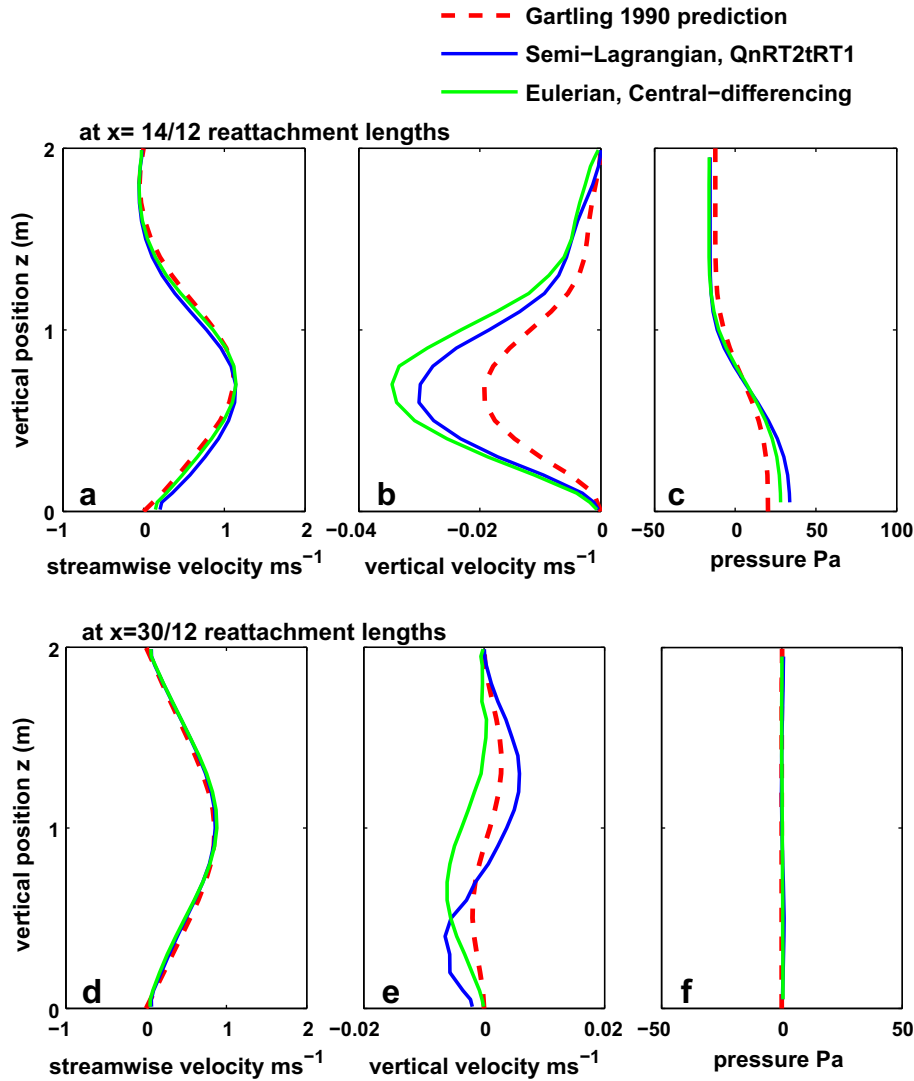 Gartling 1990 prediction
Semi−Lagrangian, QnRT2tRT1
Eulerian, Central−differencing
at x= 14/12 reattachment lengths
2
1
0
vertical position z (m)
a
−1 0 1 2
streamwise velocity ms⁻¹
b
−0.04 −0.02 0
vertical velocity ms⁻¹
c
−50 0 50 100
pressure Pa
at x=30/12 reattachment lengths
2
1
0
vertical position z (m)
d
−1 0 1 2
streamwise velocity ms⁻¹
e
−0.02 0 0.02
vertical velocity ms⁻¹
f
−50 0 50
pressure Pa